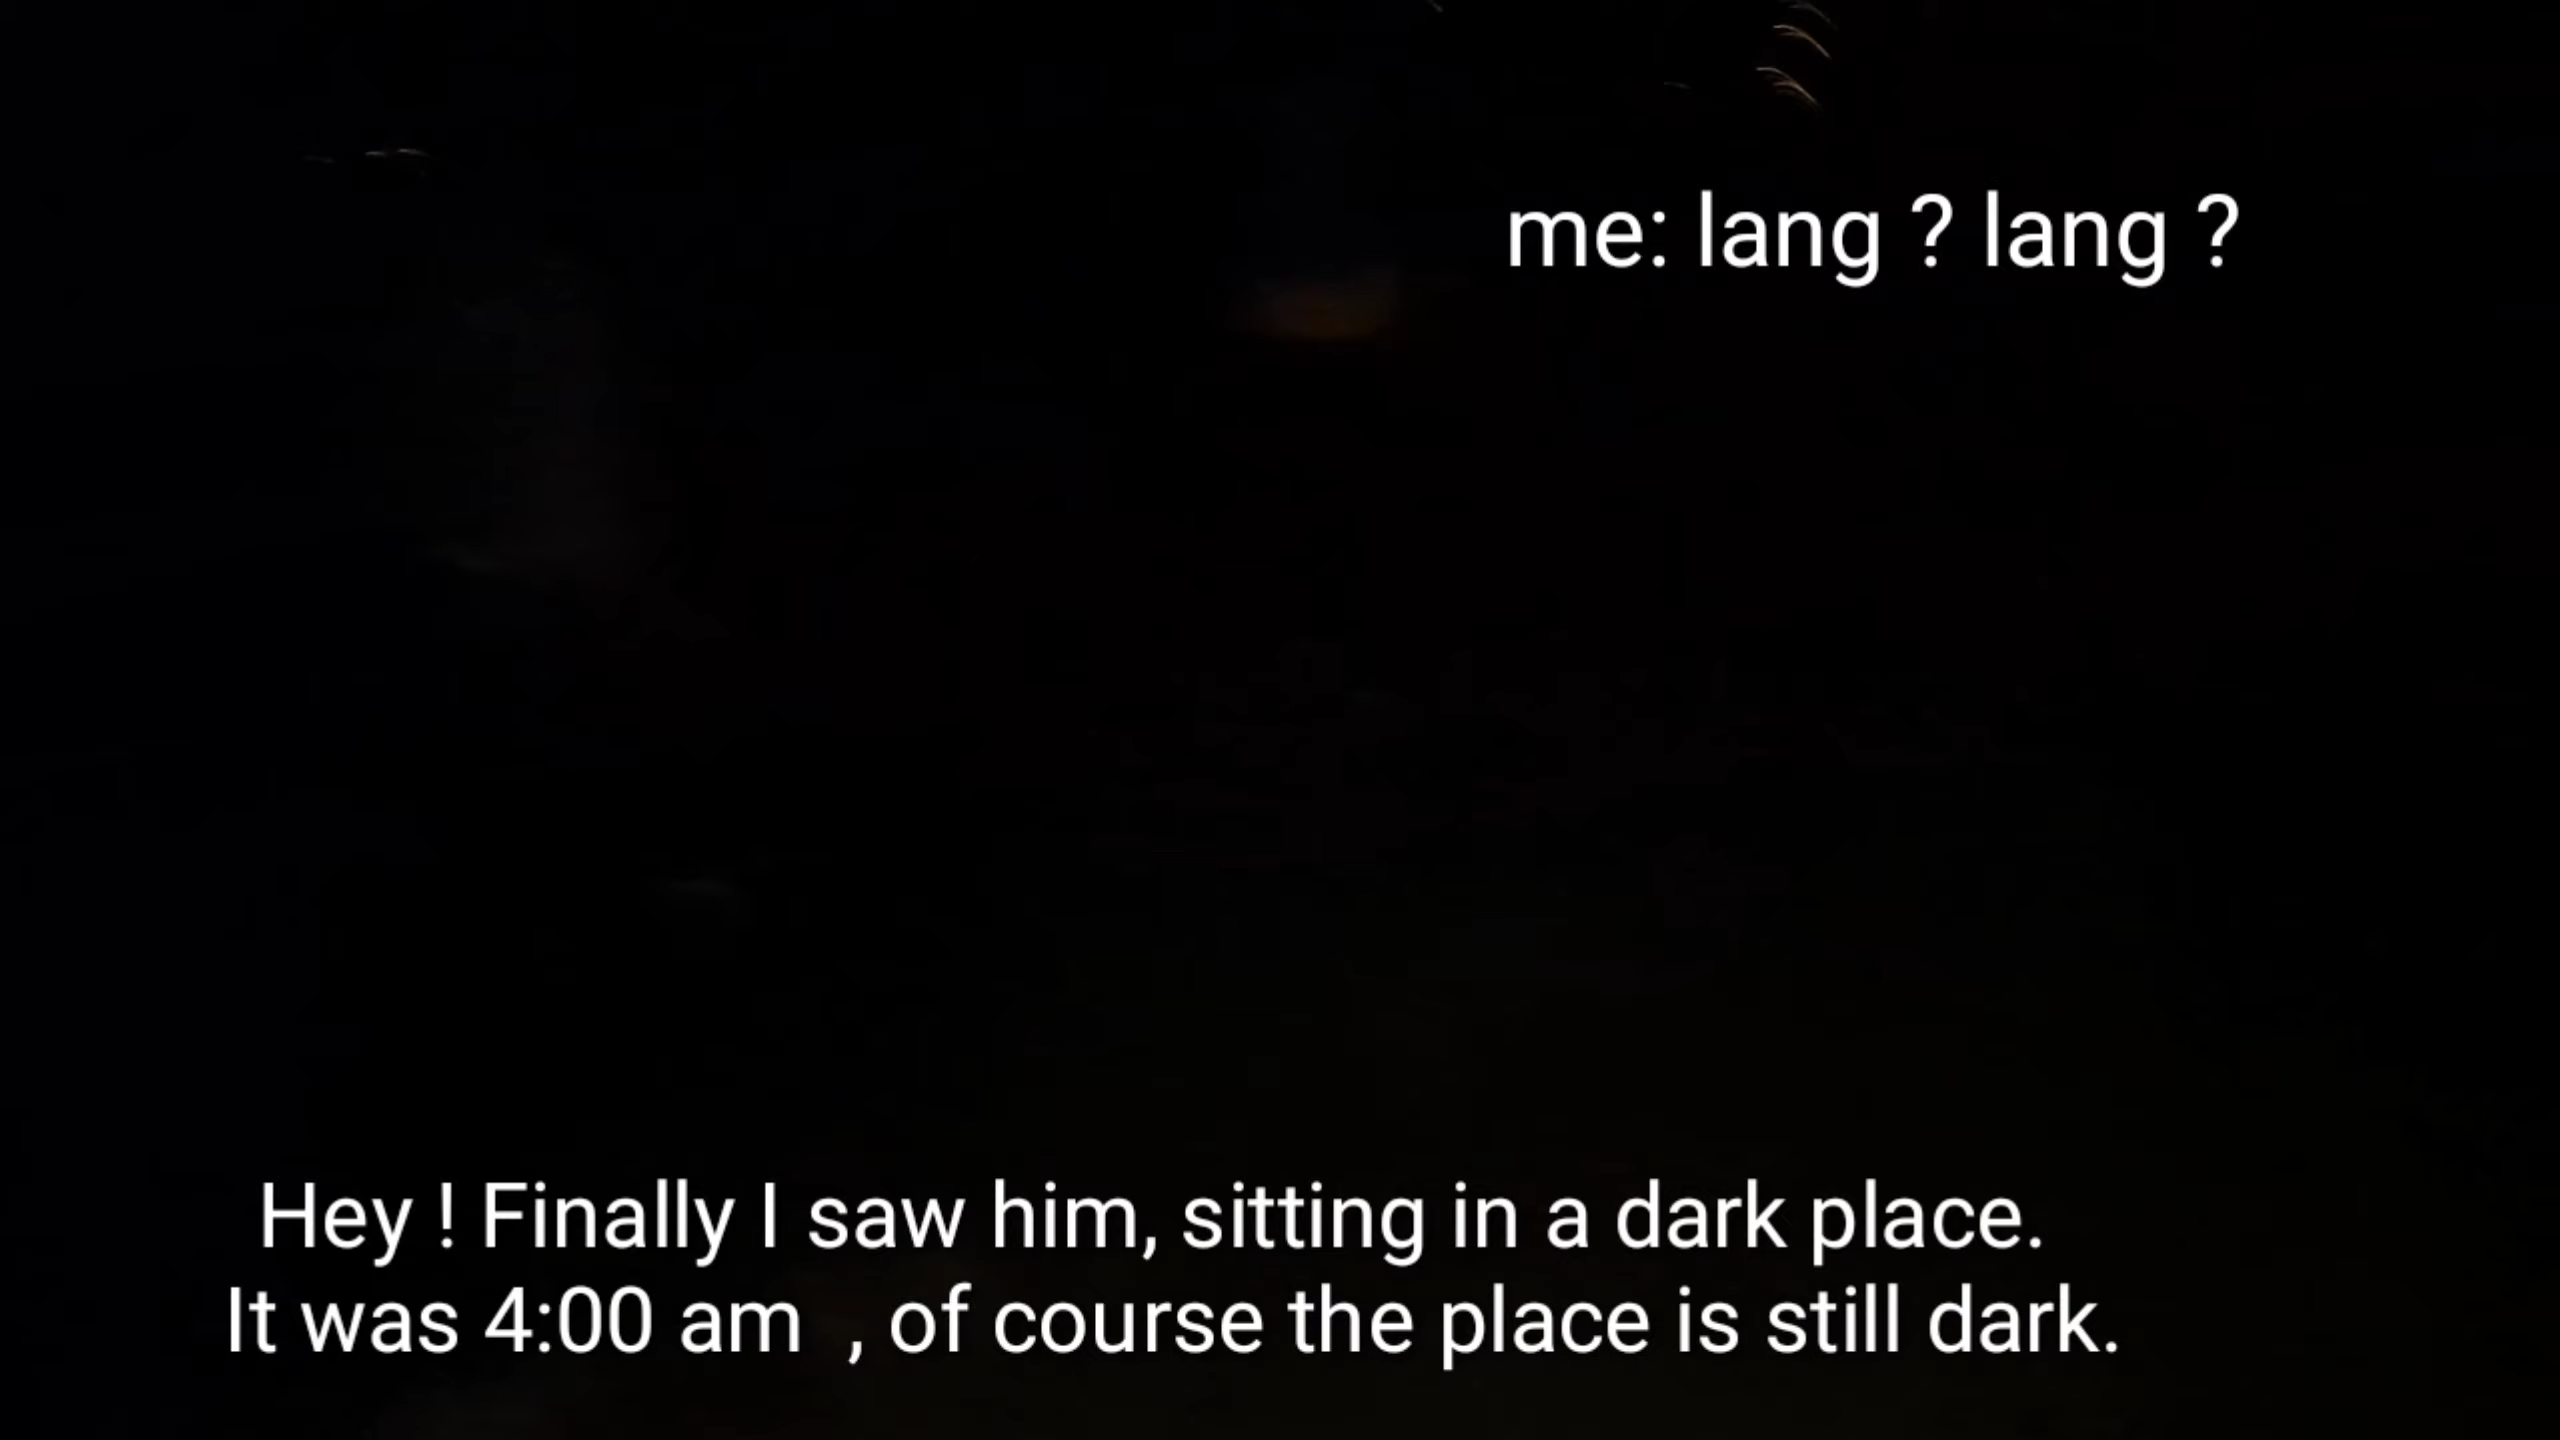 me: lang ? lang ?
Hey ! Finally I saw him, sitting in a dark place.
It was 4:00 am  , of course the place is still dark.